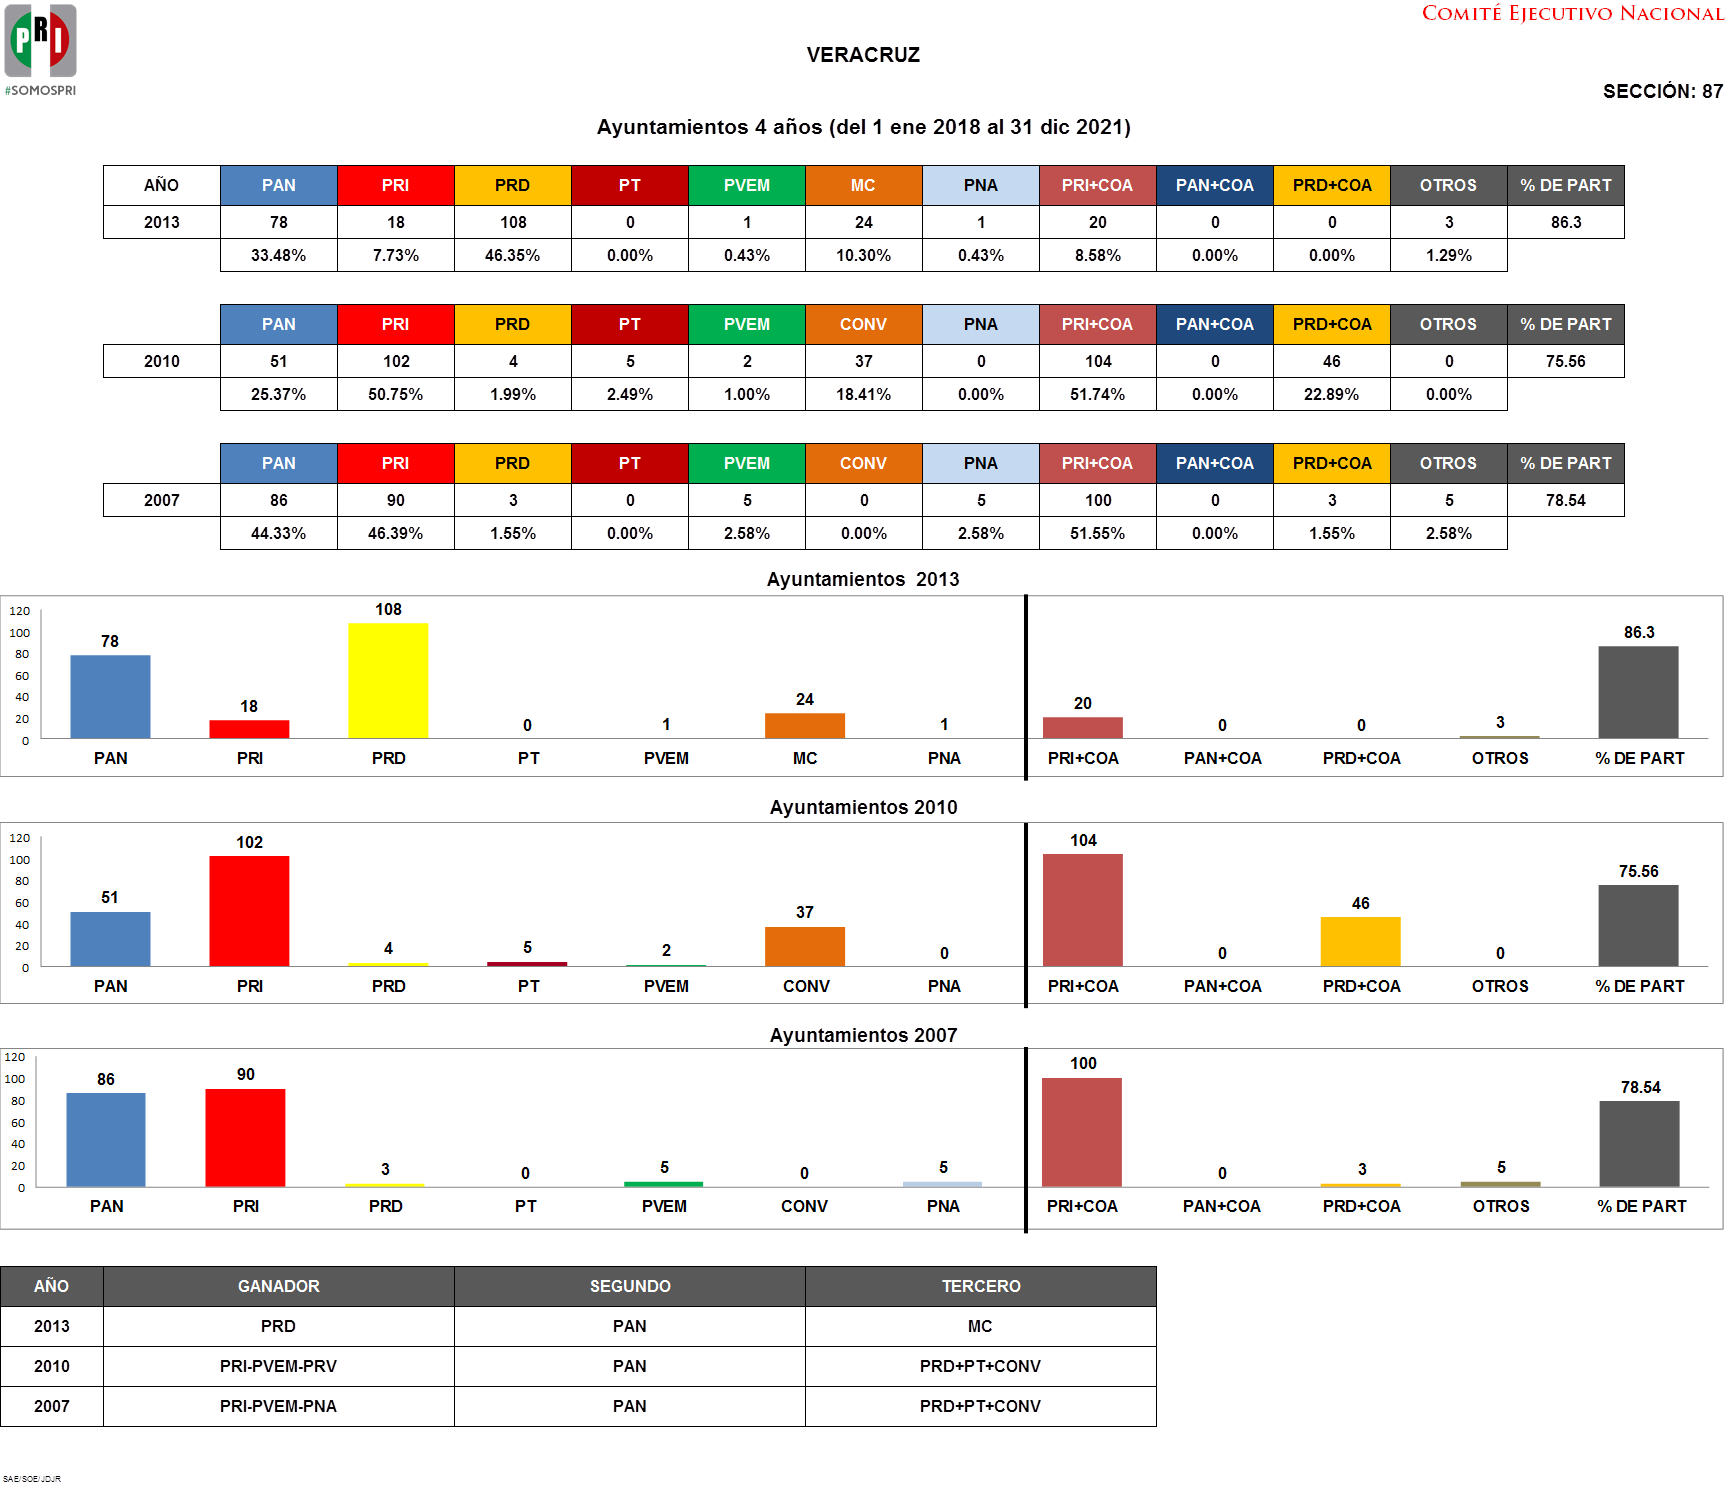 COMITÉ EJECUTIVO NACIONAL
PRI
#SOMOSPRI
VERACRUZ
SECCIÓN: 87
Ayuntamientos 4 años (del 1 ene 2018 al 31 dic 2021)
AÑO PAN PRI PRD PT PVEM MC PNA PRI+COA PAN+COA PRD+COA OTROS % DE PART
2013 78 18 108 0 1 24 1 20 0 0 3 86.3
33.48% 7.73% 46.35% 0.00% 0.43% 10.30% 0.43% 8.58% 0.00% 0.00% 1.29%
PAN PRI PRD PT PVEM CONV PNA PRI+COA PAN+COA PRD+COA OTROS % DE PART
2010 51 102 4 5 2 37 0 104 0 46 0 75.56
25.37% 50.75% 1.99% 2.49% 1.00% 18.41% 0.00% 51.74% 0.00% 22.89% 0.00%
PAN PRI PRD PT PVEM CONV PNA PRI+COA PAN+COA PRD+COA OTROS % DE PART
2007 86 90 3 0 5 0 5 100 0 3 5 78.54
44.33% 46.39% 1.55% 0.00% 2.58% 0.00% 2.58% 51.55% 0.00% 1.55% 2.58%
Ayuntamientos 2013
120
100
80
60
40
20
0
78 18 108 0 1 24 1 20 0 0 3 86.3
PAN PRI PRD PT PVEM MC PNA PRI+COA PAN+COA PRD+COA OTROS % DE PART
Ayuntamientos 2010
120
100
80
60
40
20
0
51 102 4 5 2 37 0 104 0 46 0 75.56
PAN PRI PRD PT PVEM CONV PNA PRI+COA PAN+COA PRD+COA OTROS % DE PART
Ayuntamientos 2007
120
100
80
60
40
20
0
86 90 3 0 5 0 5 100 0 3 5 78.54
PAN PRI PRD PT PVEM CONV PNA PRI+COA PAN+COA PRD+COA OTROS % DE PART
AÑO GANADOR SEGUNDO TERCERO
2013 PRD PAN MC
2010 PRI-PVEM-PRV PAN PRD+PT+CONV
2007 PRI-PVEM-PNA PAN PRD+PT+CONV
SAE/SOE/JDJR